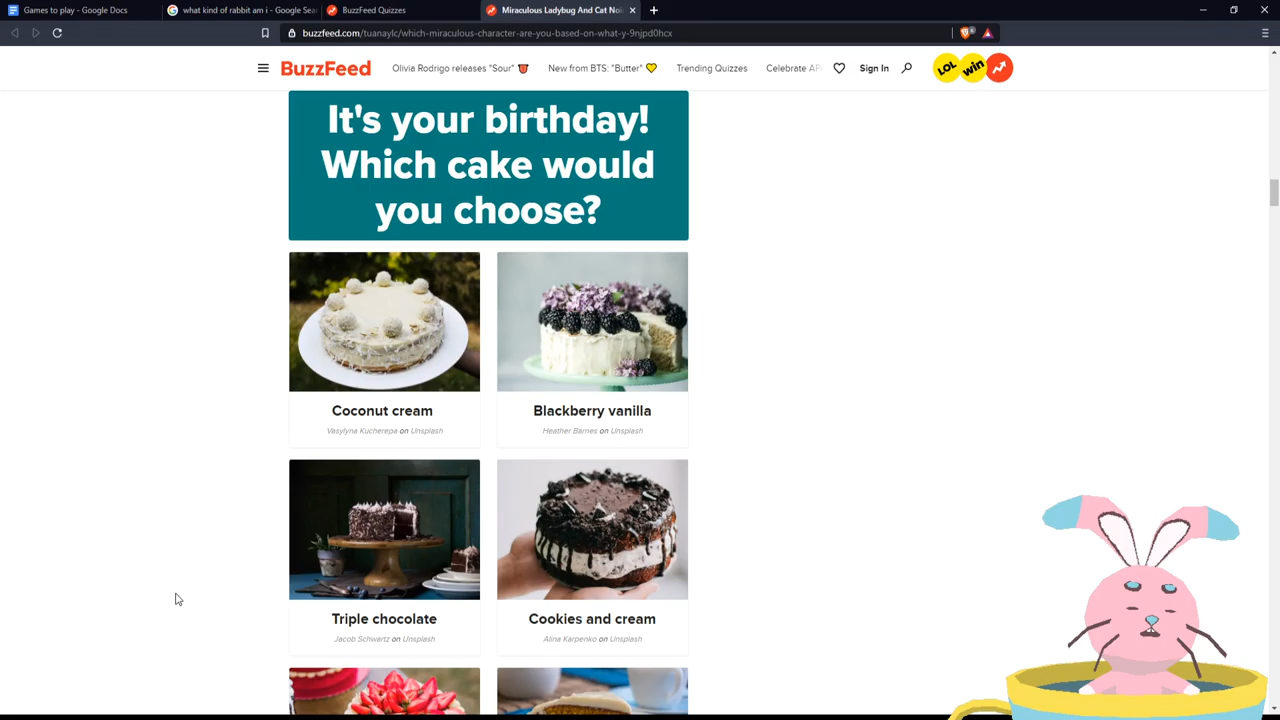 Games to play - Google Docs
what kind of rabbit am i - Google Sea
BuzzFeed Quizzes
Miraculous Ladybug And Cat Noi
buzzfeed.com/tuanaylc/which-miraculous-character-are-you-based-on-what-y-9njpd0hcx
BuzzFeed
Olivia Rodrigo releases "Sour"
New from BTS: "Butter"
Trending Quizzes
Celebrate AP
Sign In
LOL
win
It's your birthday!
Which cake would
you choose?
Coconut cream
Vasylyna Kucherepa on Unsplash
Blackberry vanilla
Heather Barnes on Unsplash
Triple chocolate
Jacob Schwartz on Unsplash
Cookies and cream
Alina Karpenko on Unsplash